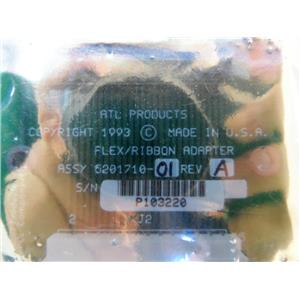 ATL PRODUCTS
COPYRIGHT 1993 © MADE IN U.S.A.
FLEX/RIBBON ADAPTER
ASSY 6201710-01 REV A
S/N
P103220
2 J2